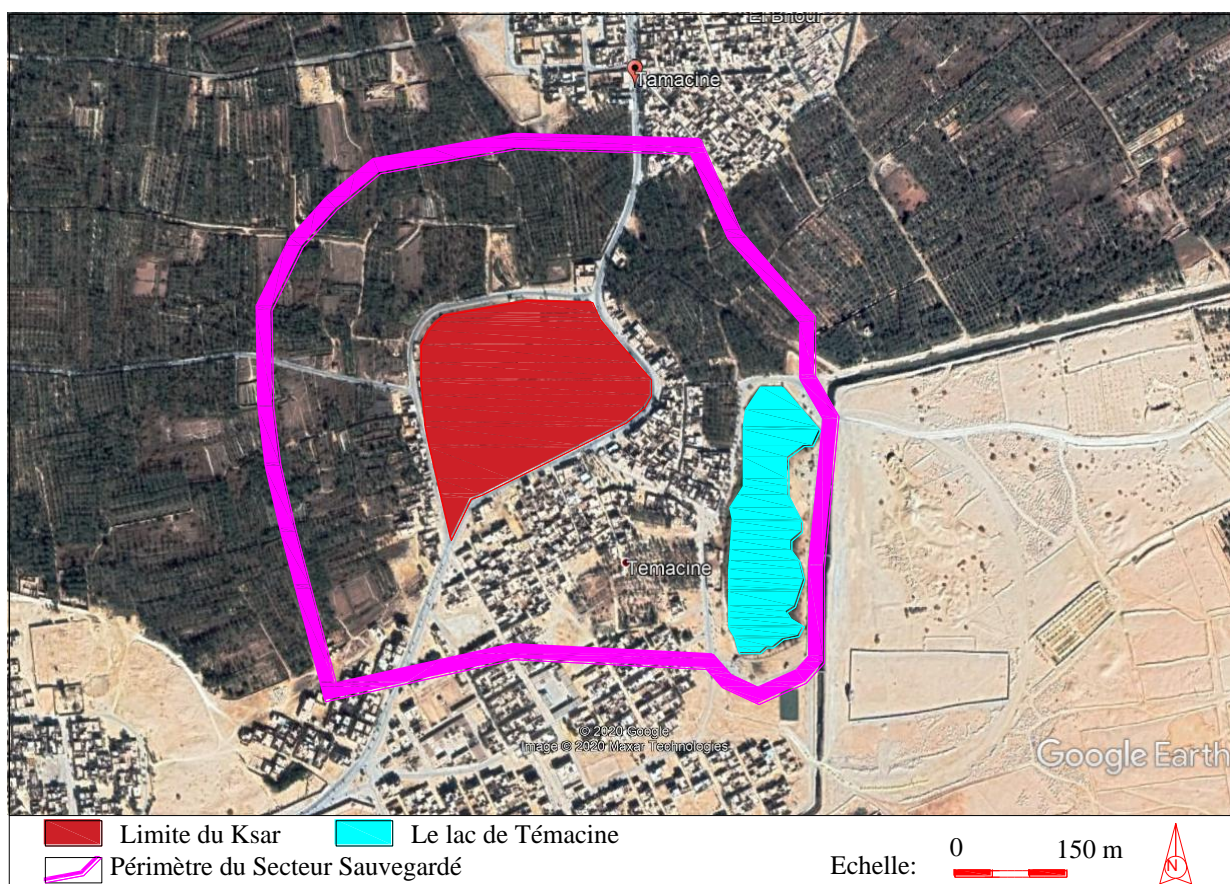 El Bhour
Tamacine
Temacine
© 2020 Google
Image © 2020 Maxar Technologies
Google Earth
Limite du Ksar
Le lac de Témacine
Périmètre du Secteur Sauvegardé
Echelle:
0
150 m
N